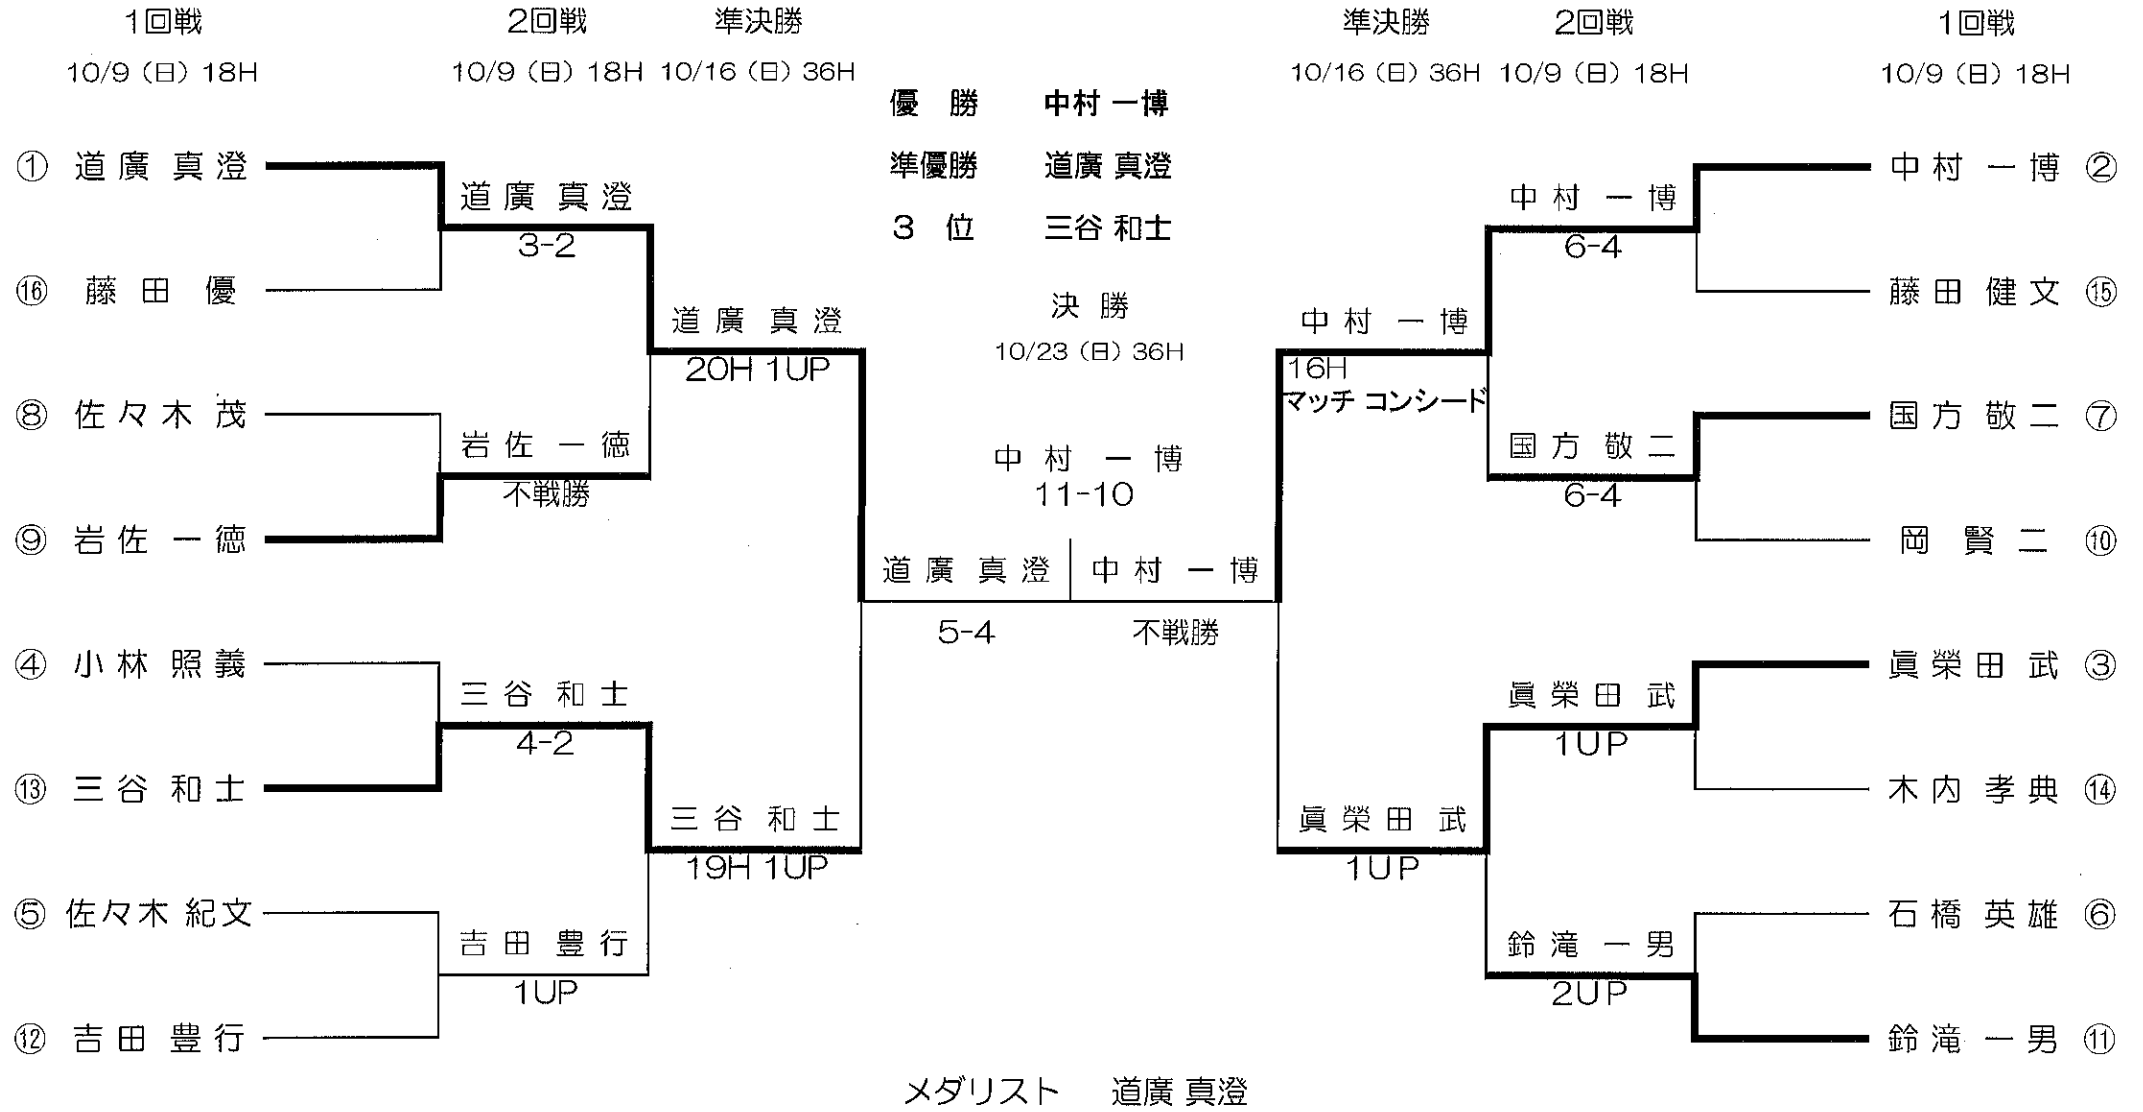 1回戦 2回戦 準決勝 準決勝 2回戦 1回戦
10/9（日）18H 10/9（日）18H 10/16（日）36H 10/16（日）36H 10/9（日）18H 10/9（日）18H
優 勝 中村 一博
準優勝 道廣 真澄
3 位 三谷 和士
決 勝
10/23（日）36H
中 村 一 博
11-10
道 廣 真 澄 中 村 一 博
5-4 不戦勝
① 道 廣 真 澄
道 廣 真 澄
3-2
⑯ 藤 田 優
道 廣 真 澄
20H 1UP
⑧ 佐 々 木 茂
岩 佐 一 徳
不戦勝
⑨ 岩 佐 一 徳
④ 小 林 照 義
三 谷 和 士
4-2
⑬ 三 谷 和 士
三 谷 和 士
19H 1UP
⑤ 佐々木 紀文
吉 田 豊 行
1UP
⑫ 吉 田 豊 行
中 村 一 博 ②
中 村 一 博
6-4
藤 田 健 文 ⑮
中 村 一 博
16H
マッチ コンシード
国 方 敬 二 ⑦
国 方 敬 二
6-4
岡 賢 二 ⑩
眞 榮 田 武 ③
眞 榮 田 武
1UP
木 内 孝 典 ⑭
眞 榮 田 武
1UP
石 橋 英 雄 ⑥
鈴 滝 一 男
2UP
鈴 滝 一 男 ⑪
メダリスト 道廣 真澄